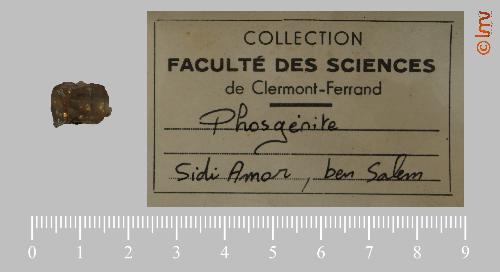 COLLECTION
FACULTÉ DES SCIENCES
de Clermont-Ferrand
Phosgénite
Sidi Amor, ben Salem
© lmv
0 1 2 3 4 5 6 7 8 9